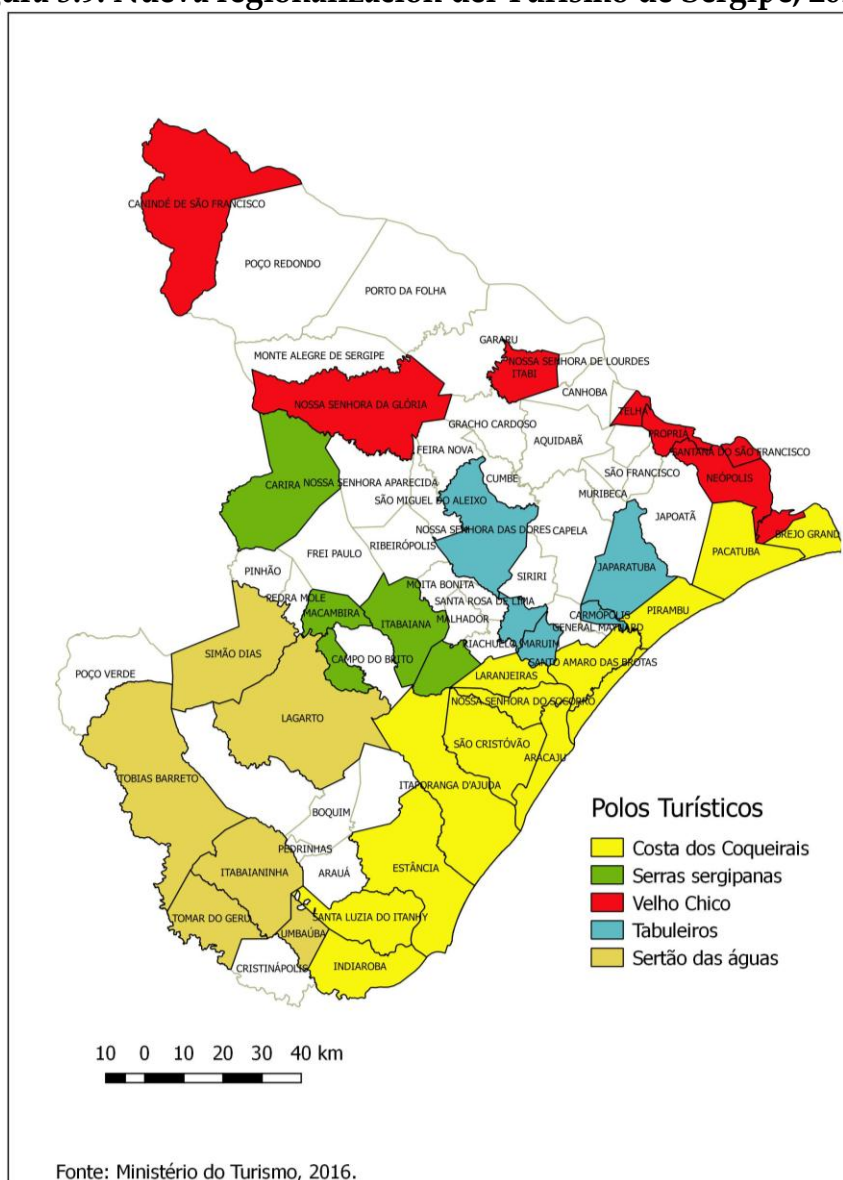 Nueva regionalización del Turismo de Sergipe,
CANINDÉ DE SÃO FRANCISCO
POÇO REDONDO
PORTO DA FOLHA
GARARU
MONTE ALEGRE DE SERGIPE
NOSSA SENHORA DE LOURDES
ITABI
CANHOBA
NOSSA SENHORA DA GLÓRIA
TELHA
GRACHO CARDOSO
PROPRIÁ
AQUIDABÃ
FEIRA NOVA
SANTANA DO SÃO FRANCISCO
CUMBE
SÃO FRANCISCO
NEÓPOLIS
CARIRA
NOSSA SENHORA APARECIDA
MURIBECA
SÃO MIGUEL DO ALEIXO
JAPOATÃ
NOSSA SENHORA DAS DORES
CAPELA
BREJO GRAND
RIBEIRÓPOLIS
FREI PAULO
PACATUBA
PINHÃO
SIRIRI
JAPARATUBA
MOITA BONITA
PEDRA MOLE
SANTA ROSA DE LIMA
MACAMBIRA
ITABAIANA
CARMÓPOLIS
PIRAMBU
MALHADOR
GENERAL MAYNARD
RIACHUELO
MARUIM
SIMÃO DIAS
CAMPO DO BRITO
SANTO AMARO DAS BROTAS
POÇO VERDE
LARANJEIRAS
NOSSA SENHORA DO SOCORRO
LAGARTO
SÃO CRISTÓVÃO
ARACAJU
TOBIAS BARRETO
ITAPORANGA D'AJUDA
BOQUIM
PEDRINHAS
ESTÂNCIA
ITABAIANINHA
ARAUÁ
TOMAR DO GERU
SANTA LUZIA DO ITANHY
UMBAÚBA
CRISTINÁPOLIS
INDIAROBA
Polos Turísticos
Costa dos Coqueirais
Serras sergipanas
Velho Chico
Tabuleiros
Sertão das águas
10 0 10 20 30 40 km
Fonte: Ministério do Turismo, 2016.